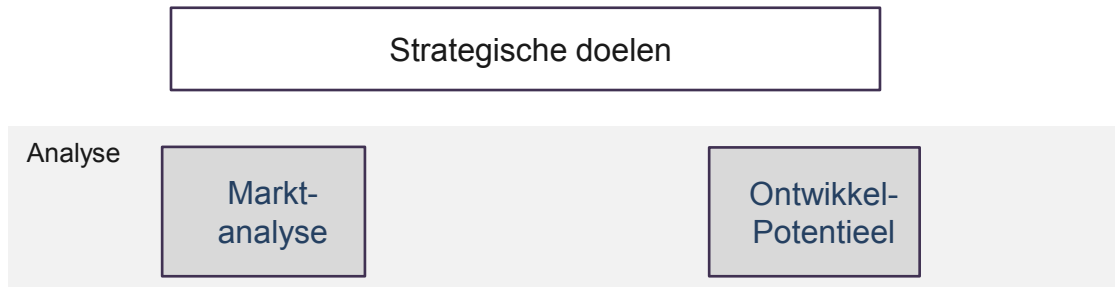 Strategische doelen
Analyse
Markt-
analyse
Ontwikkel-
Potentieel